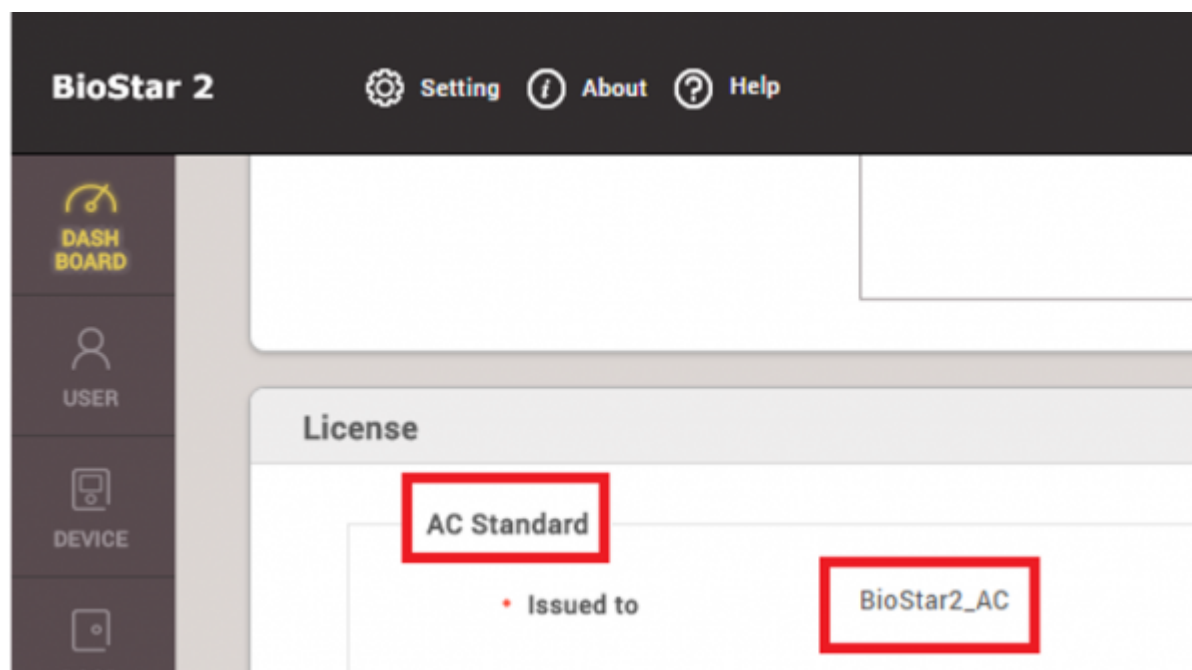 BioStar 2
Setting
About
Help
DASH
BOARD
USER
DEVICE
License
AC Standard
Issued to
BioStar2_AC